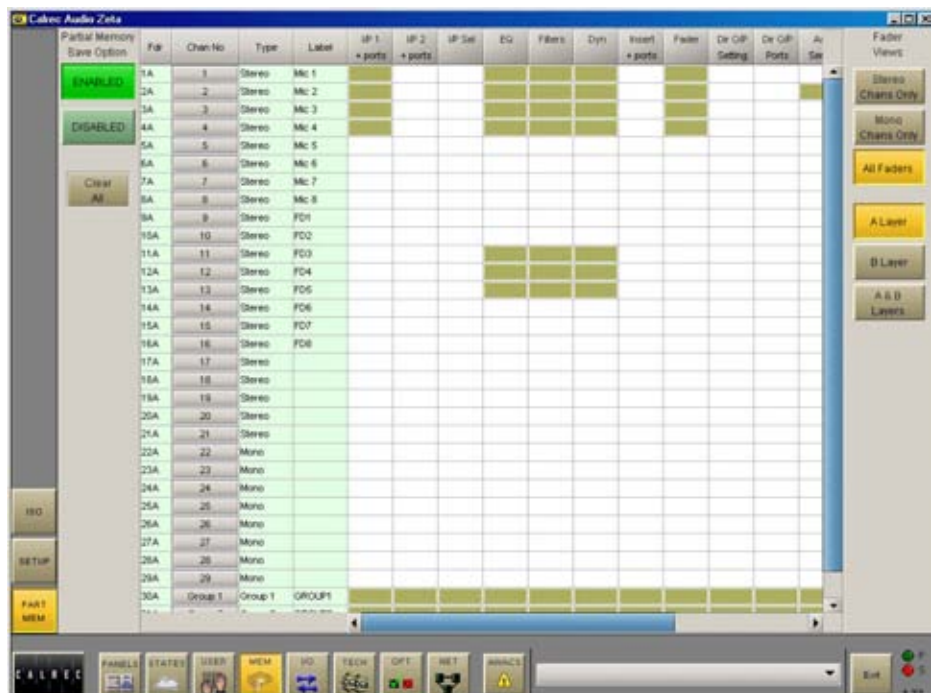 Calrec Audio Zeta
Partial Memory
Save Option
ENABLED
DISABLED
Clear
All
Fdr Chan No Type Label I/P 1 + ports I/P 2 + ports I/P Sel EQ Filters Dyn Insert + ports Fader Dir O/P Setting Dir O/P Ports
1A 1 Stereo Mic 1
2A 2 Stereo Mic 2
3A 3 Stereo Mic 3
4A 4 Stereo Mic 4
5A 5 Stereo Mic 5
6A 6 Stereo Mic 6
7A 7 Stereo Mic 7
8A 8 Stereo Mic 8
9A 9 Stereo FD1
10A 10 Stereo FD2
11A 11 Stereo FD3
12A 12 Stereo FD4
13A 13 Stereo FD5
14A 14 Stereo FD6
15A 15 Stereo FD7
16A 16 Stereo FD8
17A 17 Stereo
18A 18 Stereo
19A 19 Stereo
20A 20 Stereo
21A 21 Stereo
22A 22 Mono
23A 23 Mono
24A 24 Mono
25A 25 Mono
26A 26 Mono
27A 27 Mono
28A 28 Mono
29A 29 Mono
30A Group 1 Group 1 GROUP1
Fader
Views
Stereo
Chans Only
Mono
Chans Only
All Faders
A Layer
B Layer
A & B
Layers
ISO
SETUP
PART
MEM
CALREC
PANELS STATES USER MEM I/O TECH OPT NET AWACS
Exit
P
S